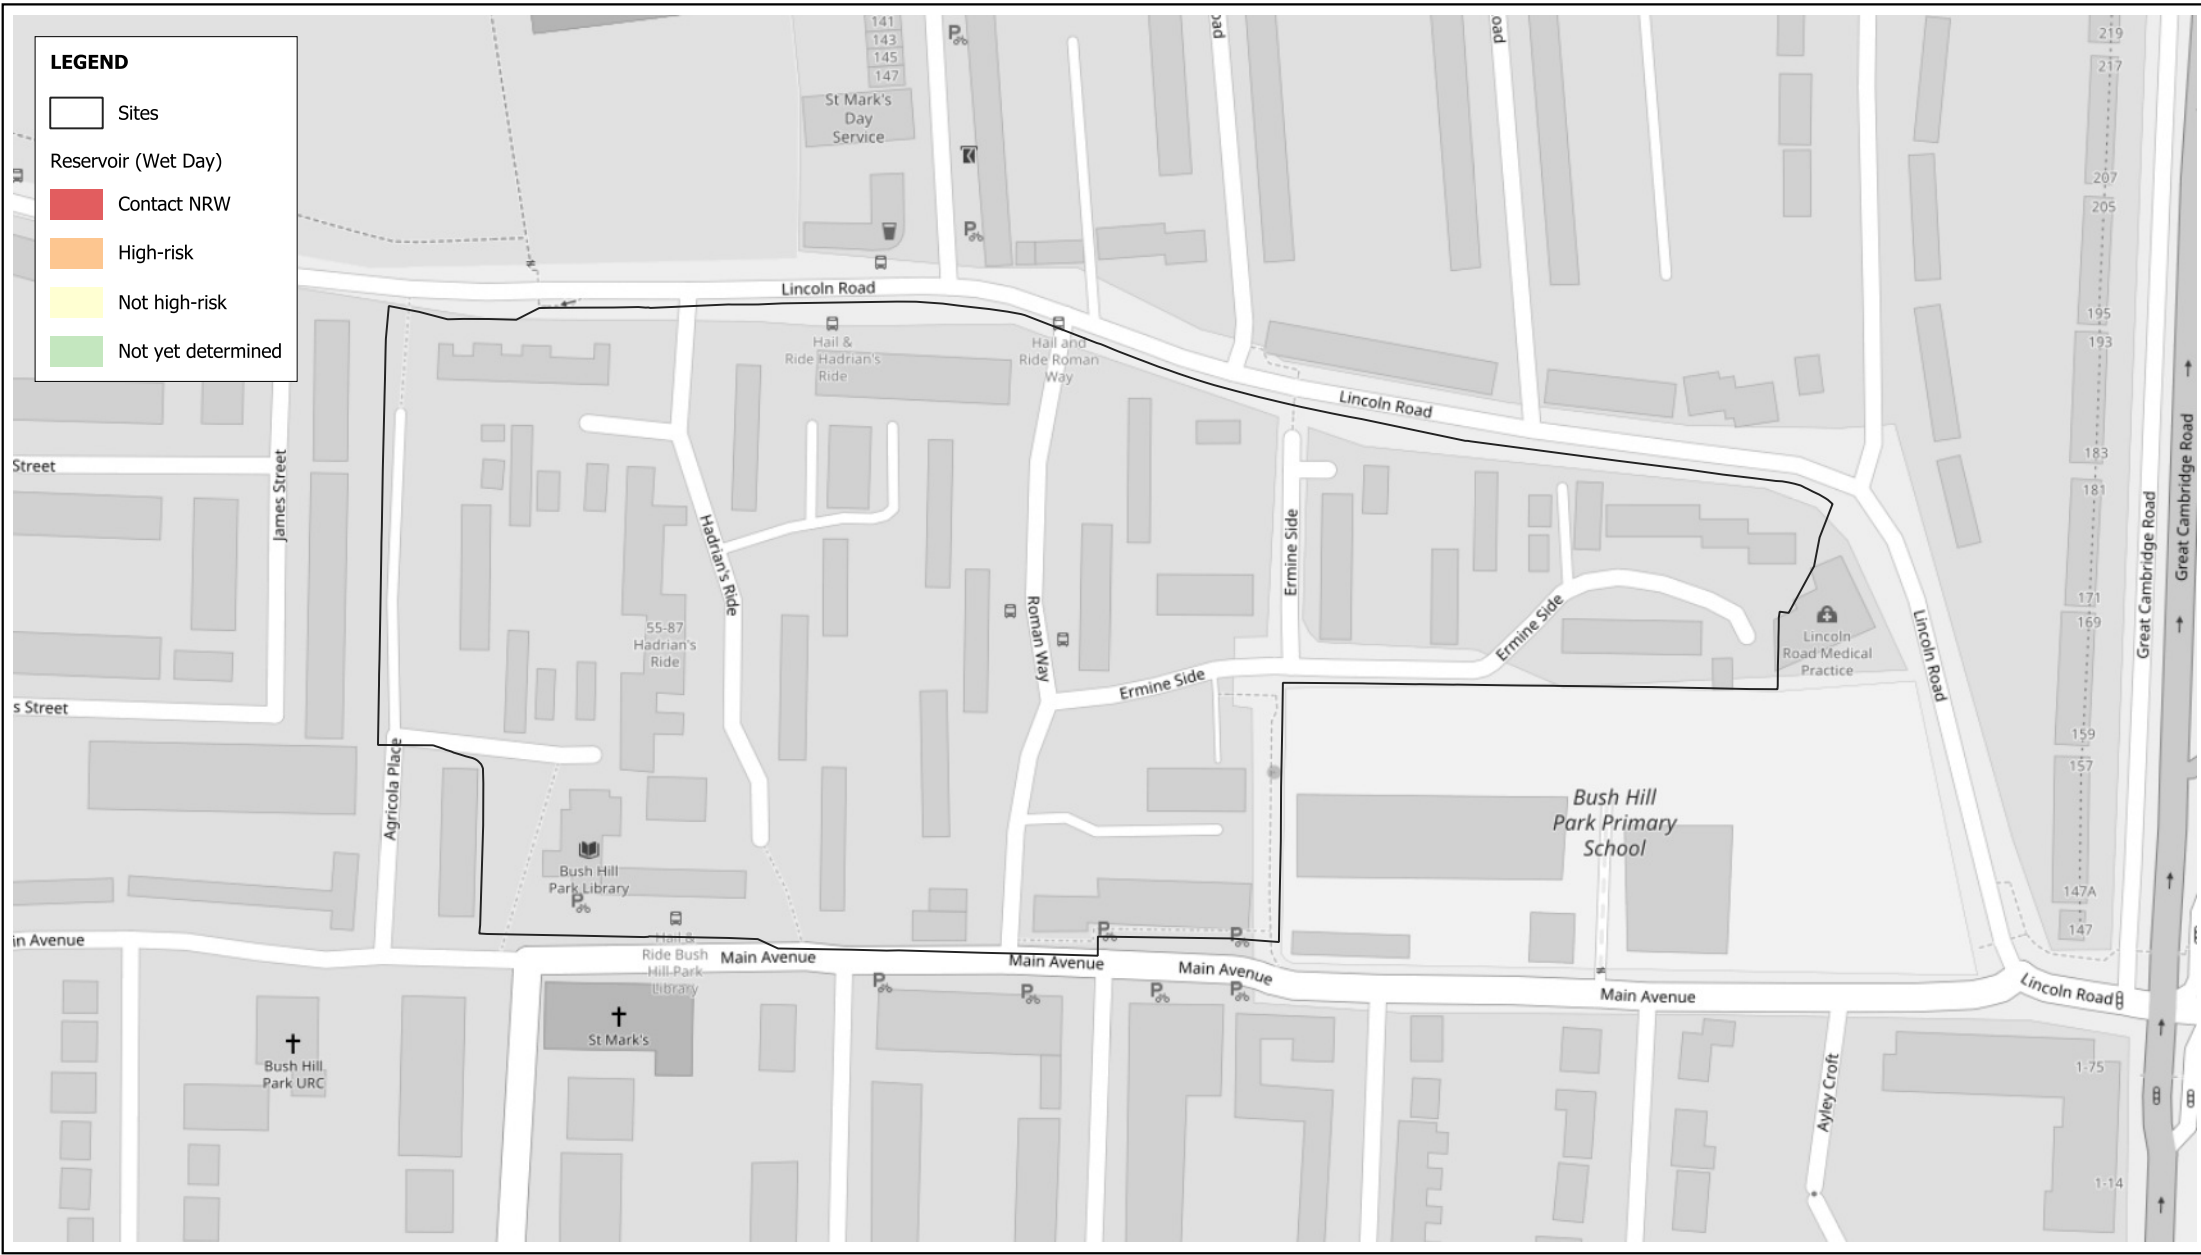 LEGEND
Sites
Reservoir (Wet Day)
Contact NRW
High-risk
Not high-risk
Not yet determined
141
143
145
147
St Mark's
Day
Service
oad
oad
219
217
207
205
195
193
183
181
171
169
159
157
147A
147
Lincoln Road
Hail &
Ride Hadrian's
Ride
Hail and
Ride Roman
Way
Lincoln Road
Great Cambridge Road
Great Cambridge Road
Street
James Street
s Street
Hadrian's Ride
55-87
Hadrian's
Ride
Roman Way
Ermine Side
Ermine Side
Ermine Side
Lincoln
Road Medical
Practice
Lincoln Road
Agricola Place
Bush Hill
Park Primary
School
Bush Hill
Park Library
P
P
P
P
P
P
P
P
P
in Avenue
Hail &
Ride Bush
Hill Park
Library
Main Avenue
Main Avenue
Main Avenue
Main Avenue
Lincoln Road
St Mark's
Bush Hill
Park URC
Ayley Croft
1-75
1-14